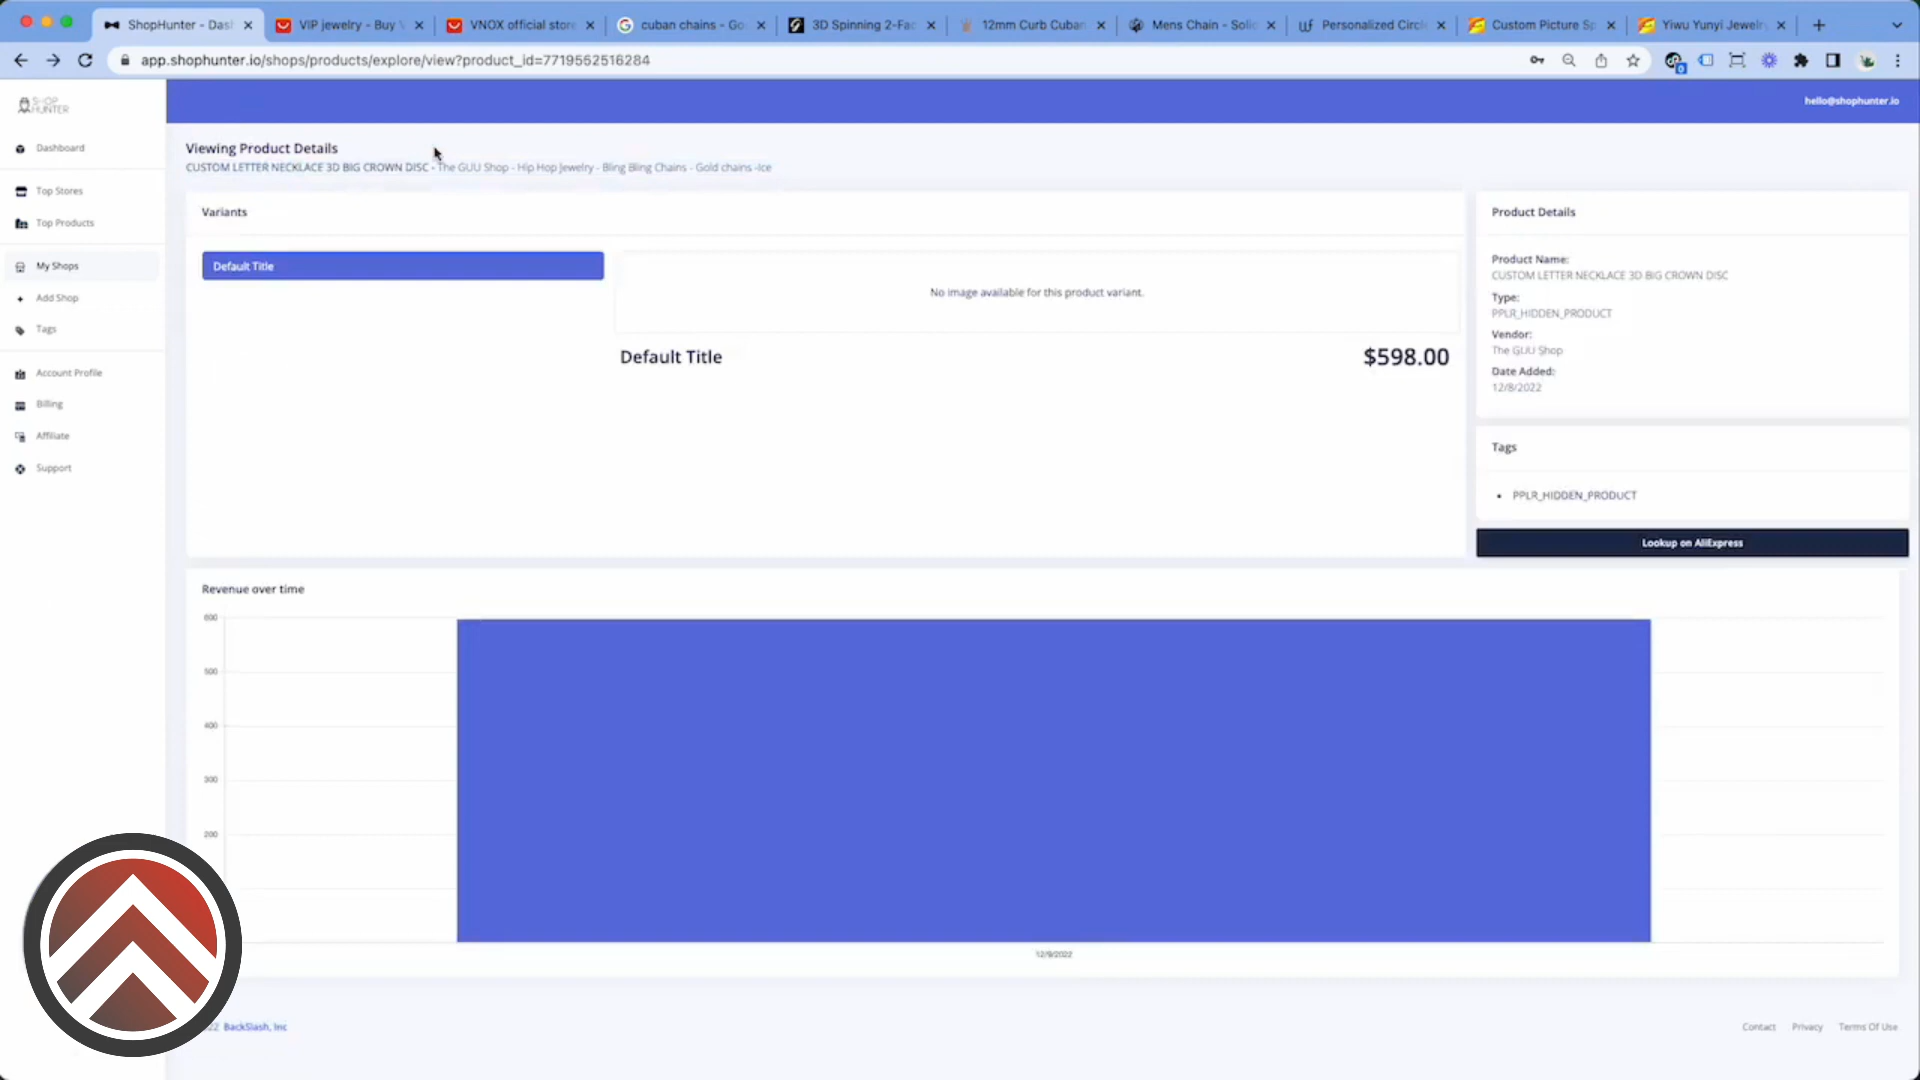 ShopHunter - Dash
VIP jewelry - Buy
VNOX official store
cuban chains - Go
3D Spinning 2-Fac
12mm Curb Cuban
Mens Chain - Solid
Personalized Circl
Custom Picture Sp
Yiwu Yunyi Jewelr
app.shophunter.io/shops/products/explore/view?product_id=7719562516284
SHOP
HUNTER
hello@shophunter.io
Dashboard
Top Stores
Top Products
My Shops
Add Shop
Tags
Account Profile
Billing
Affiliate
Support
Viewing Product Details
CUSTOM LETTER NECKLACE 3D BIG CROWN DISC - The GUU Shop - Hip Hop Jewelry - Bling Bling Chains - Gold chains -Ice
Variants
Default Title
No image available for this product variant.
Default Title
$598.00
Product Details
Product Name:
CUSTOM LETTER NECKLACE 3D BIG CROWN DISC
Type:
PPLR_HIDDEN_PRODUCT
Vendor:
The GUU Shop
Date Added:
12/8/2022
Tags
• PPLR_HIDDEN_PRODUCT
Lookup on AliExpress
Revenue over time
600
500
400
300
200
12/9/2022
22 BackSlash, Inc
Contact
Privacy
Terms Of Use